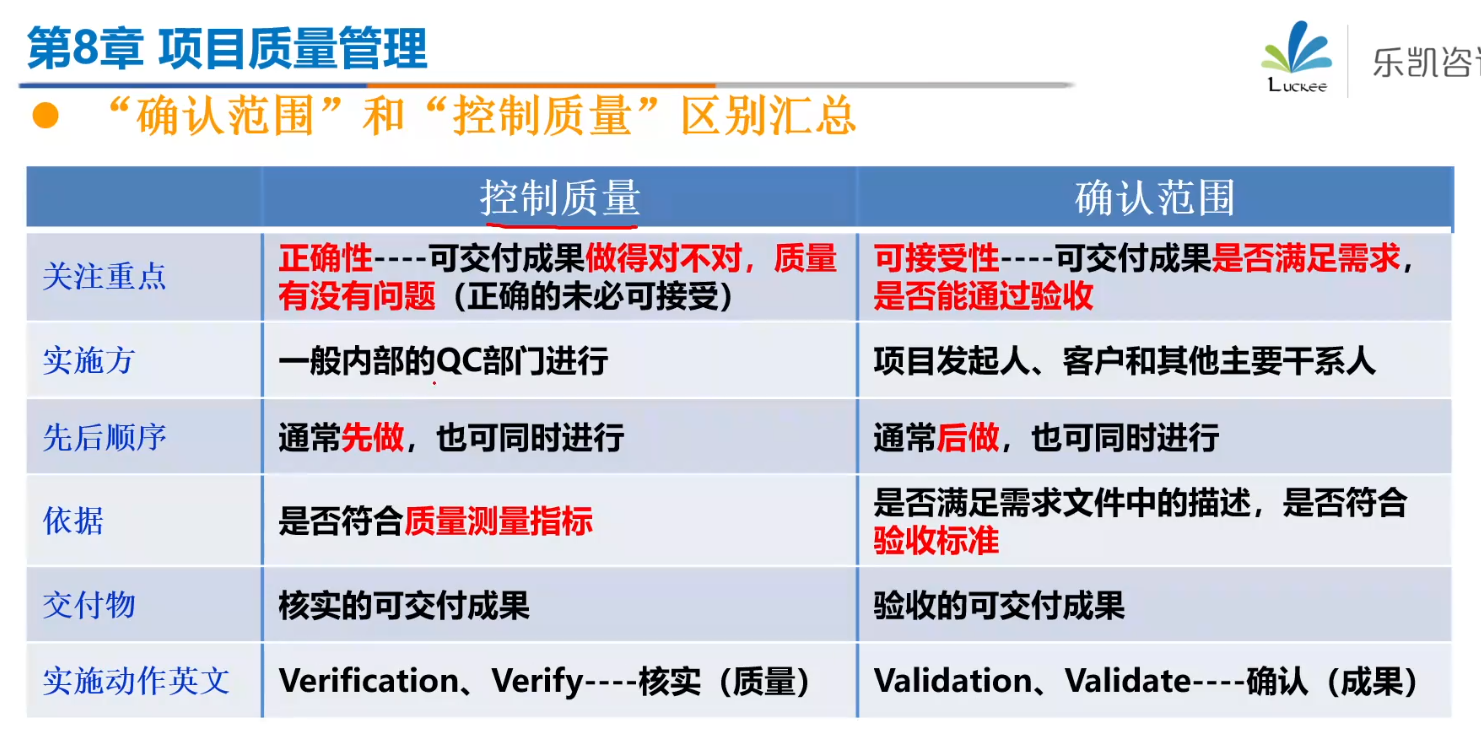 第8章 项目质量管理
Luckee
乐凯咨
● “确认范围”和“控制质量”区别汇总
控制质量
确认范围
关注重点
正确性----可交付成果做得对不对，质量
有没有问题（正确的未必可接受）
可接受性----可交付成果是否满足需求，
是否能通过验收
实施方
一般内部的QC部门进行
项目发起人、客户和其他主要干系人
先后顺序
通常先做，也可同时进行
通常后做，也可同时进行
依据
是否符合质量测量指标
是否满足需求文件中的描述，是否符合
验收标准
交付物
核实的可交付成果
验收的可交付成果
实施动作英文
Verification、Verify----核实（质量）
Validation、Validate----确认（成果）